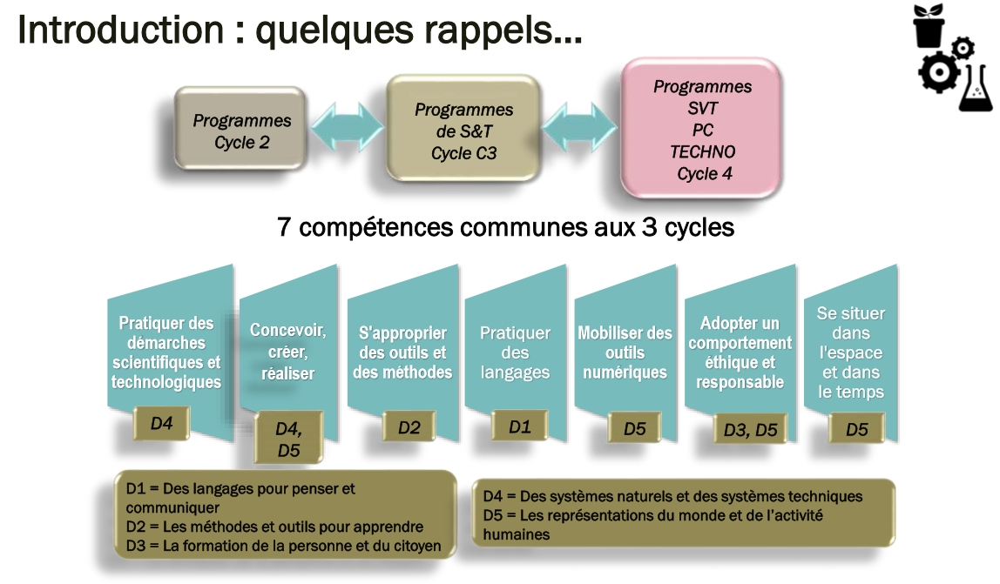 Introduction : quelques rappels...
Programmes
Cycle 2
Programmes
de S&T
Cycle C3
Programmes
SVT
PC
TECHNO
Cycle 4
7 compétences communes aux 3 cycles
Pratiquer des
démarches
scientifiques et
technologiques
D4
Concevoir,
créer,
réaliser
D4,
D5
S'approprier
des outils et
des méthodes
D2
Pratiquer
des
langages
D1
Mobiliser des
outils
numériques
D5
Adopter un
comportement
éthique et
responsable
D3, D5
Se situer
dans
l'espace
et dans
le temps
D5
D1 = Des langages pour penser et
communiquer
D2 = Les méthodes et outils pour apprendre
D3 = La formation de la personne et du citoyen
D4 = Des systèmes naturels et des systèmes techniques
D5 = Les représentations du monde et de l'activité
humaines